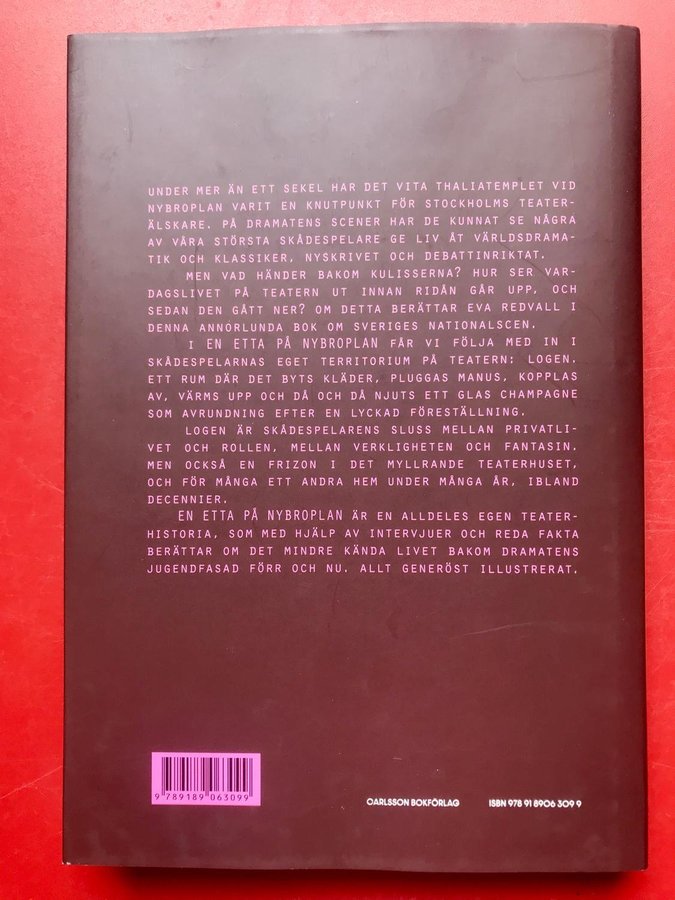 UNDER MER ÄN ETT SEKEL HAR DET VITA THALIATEMPLET VID
NYBROPLAN VARIT EN KNUTPUNKT FÖR STOCKHOLMS TEATER-
ÄLSKARE. PÅ DRAMATENS SCENER HAR DE KUNNAT SE NÅGRA
AV VÅRA STÖRSTA SKÅDESPELARE GE LIV ÅT VÄRLDSDRAMA-
TIK OCH KLASSIKER, NYSKRIVET OCH DEBATTINRIKTAT.
MEN VAD HÄNDER BAKOM KULISSERNA? HUR SER VAR-
DAGSLIVET PÅ TEATERN UT INNAN RIDÅN GÅR UPP, OCH
SEDAN DEN GÅTT NER? OM DETTA BERÄTTAR EVA REDVALL I
DENNA ANNORLUNDA BOK OM SVERIGES NATIONALSCEN.
I EN ETTA PÅ NYBROPLAN FÅR VI FÖLJA MED IN I
SKÅDESPELARNAS EGET TERRITORIUM PÅ TEATERN: LOGEN.
ETT RUM DÄR DET BYTS KLÄDER, PLUGGAS MANUS, KOPPLAS
AV, VÄRMS UPP OCH DÅ OCH DÅ NJUTS ETT GLAS CHAMPAGNE
SOM AVRUNDNING EFTER EN LYCKAD FÖRESTÄLLNING.
LOGEN ÄR SKÅDESPELARENS SLUSS MELLAN PRIVATLI-
VET OCH ROLLEN, MELLAN VERKLIGHETEN OCH FANTASIN.
MEN OCKSÅ EN FRIZON I DET MYLLRANDE TEATERHUSET,
OCH FÖR MÅNGA ETT ANDRA HEM UNDER MÅNGA ÅR, IBLAND
DECENNIER.
EN ETTA PÅ NYBROPLAN ÄR EN ALLDELES EGEN TEATER-
HISTORIA, SOM MED HJÄLP AV INTERVJUER OCH REDA FAKTA
BERÄTTAR OM DET MINDRE KÄNDA LIVET BAKOM DRAMATENS
JUGENDFASAD FÖRR OCH NU. ALLT GENERÖST ILLUSTRERAT.
9 789189 063099
CARLSSON BOKFÖRLAG ISBN 978 91 8906 309 9